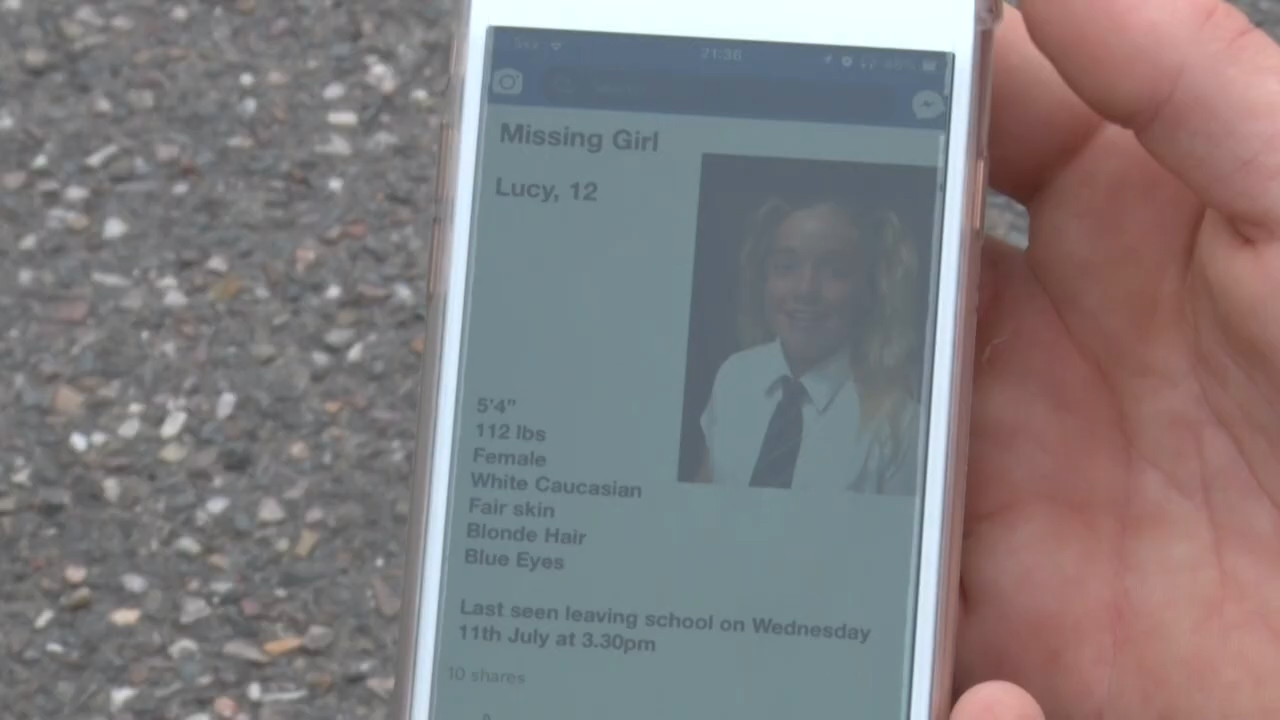 21:36
Missing Girl
Lucy, 12
5'4"
112 lbs
Female
White Caucasian
Fair skin
Blonde Hair
Blue Eyes
Last seen leaving school on Wednesday
11th July at 3.30pm
10 shares